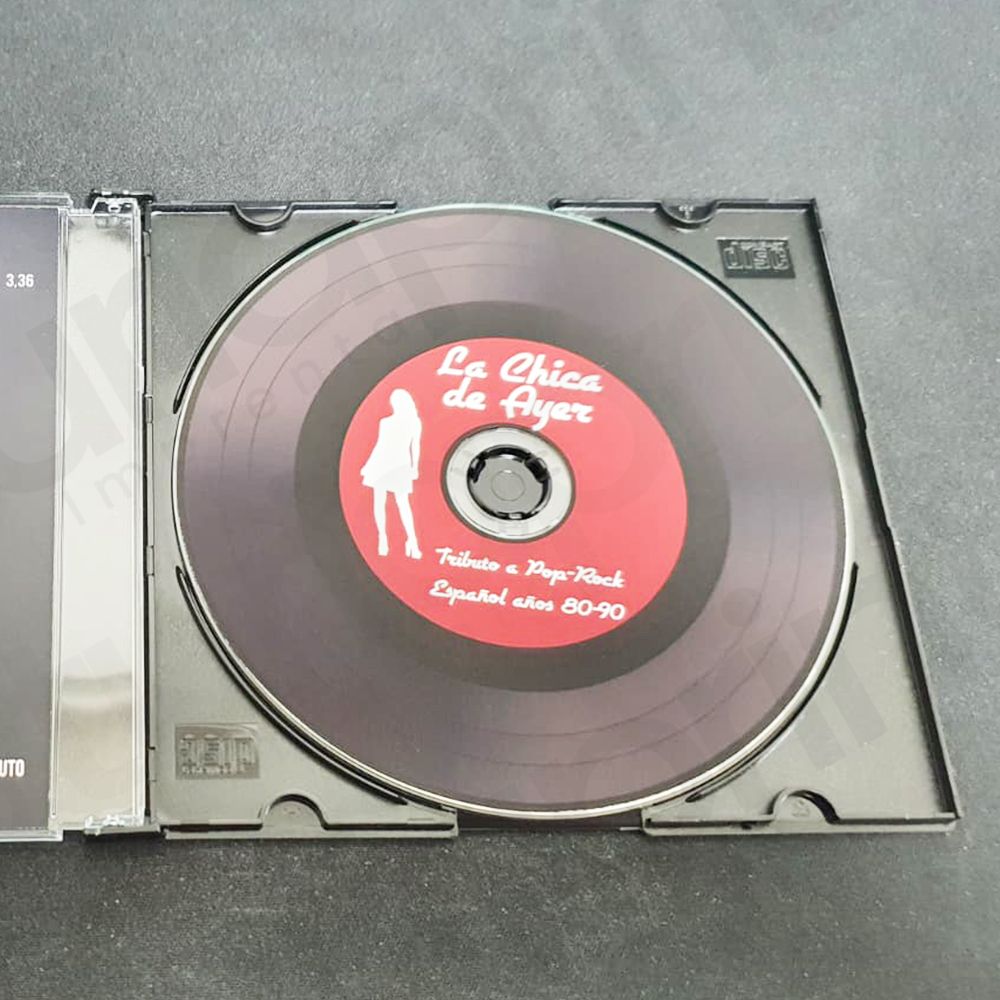 3,36
La Chica
de Ayer
Tributo a Pop-Rock
Español años 80-90
disc
UTO